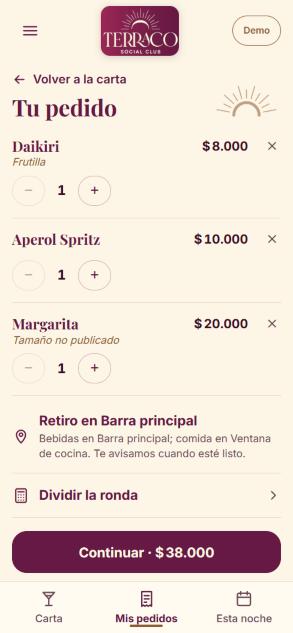 TERRACO
SOCIAL CLUB
Demo
← Volver a la carta
Tu pedido
Daikiri
$8.000 ×
Frutilla
− 1 +
Aperol Spritz
$10.000 ×
− 1 +
Margarita
$20.000 ×
Tamaño no publicado
− 1 +
Retiro en Barra principal
Bebidas en Barra principal; comida en Ventana
de cocina. Te avisamos cuando esté listo.
Dividir la ronda
Continuar · $38.000
Carta
Mis pedidos
Esta noche